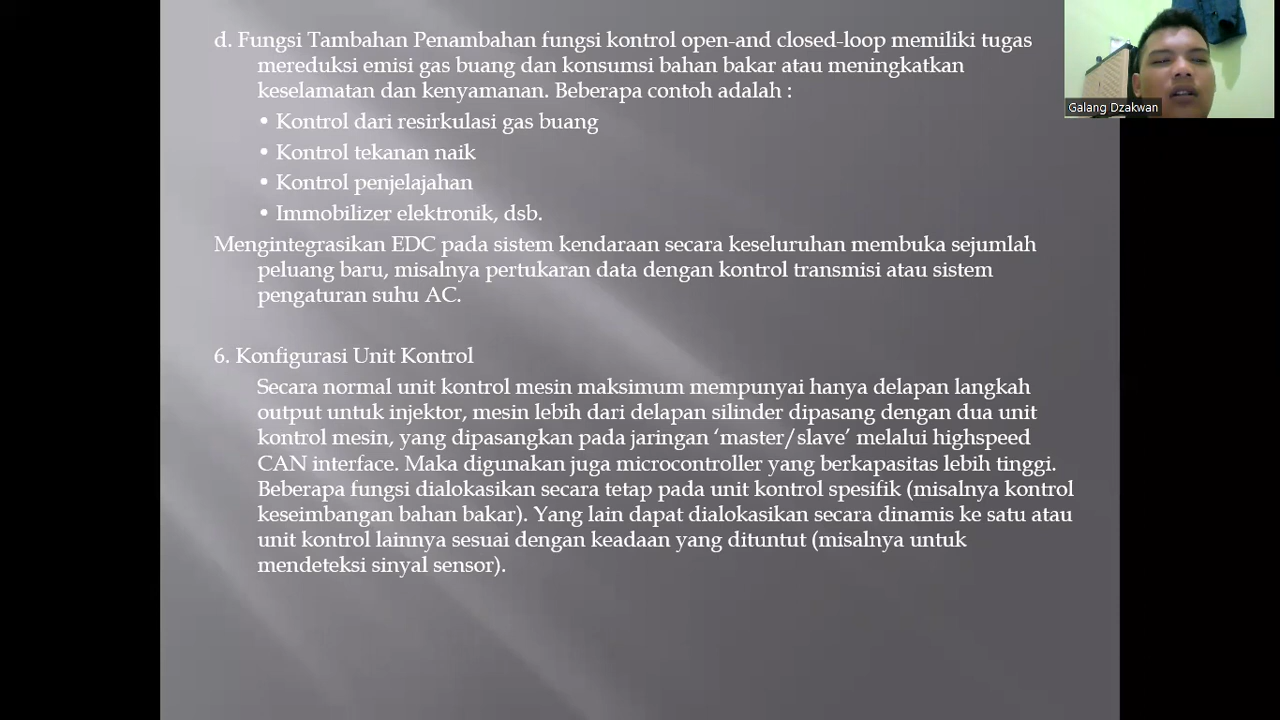 d. Fungsi Tambahan Penambahan fungsi kontrol open-and closed-loop memiliki tugas
mereduksi emisi gas buang dan konsumsi bahan bakar atau meningkatkan
keselamatan dan kenyamanan. Beberapa contoh adalah :
• Kontrol dari resirkulasi gas buang
• Kontrol tekanan naik
• Kontrol penjelajahan
• Immobilizer elektronik, dsb.
Mengintegrasikan EDC pada sistem kendaraan secara keseluruhan membuka sejumlah
peluang baru, misalnya pertukaran data dengan kontrol transmisi atau sistem
pengaturan suhu AC.
6. Konfigurasi Unit Kontrol
Secara normal unit kontrol mesin maksimum mempunyai hanya delapan langkah
output untuk injektor, mesin lebih dari delapan silinder dipasang dengan dua unit
kontrol mesin, yang dipasangkan pada jaringan ‘master/slave’ melalui highspeed
CAN interface. Maka digunakan juga microcontroller yang berkapasitas lebih tinggi.
Beberapa fungsi dialokasikan secara tetap pada unit kontrol spesifik (misalnya kontrol
keseimbangan bahan bakar). Yang lain dapat dialokasikan secara dinamis ke satu atau
unit kontrol lainnya sesuai dengan keadaan yang dituntut (misalnya untuk
mendeteksi sinyal sensor).
Galang Dzakwan